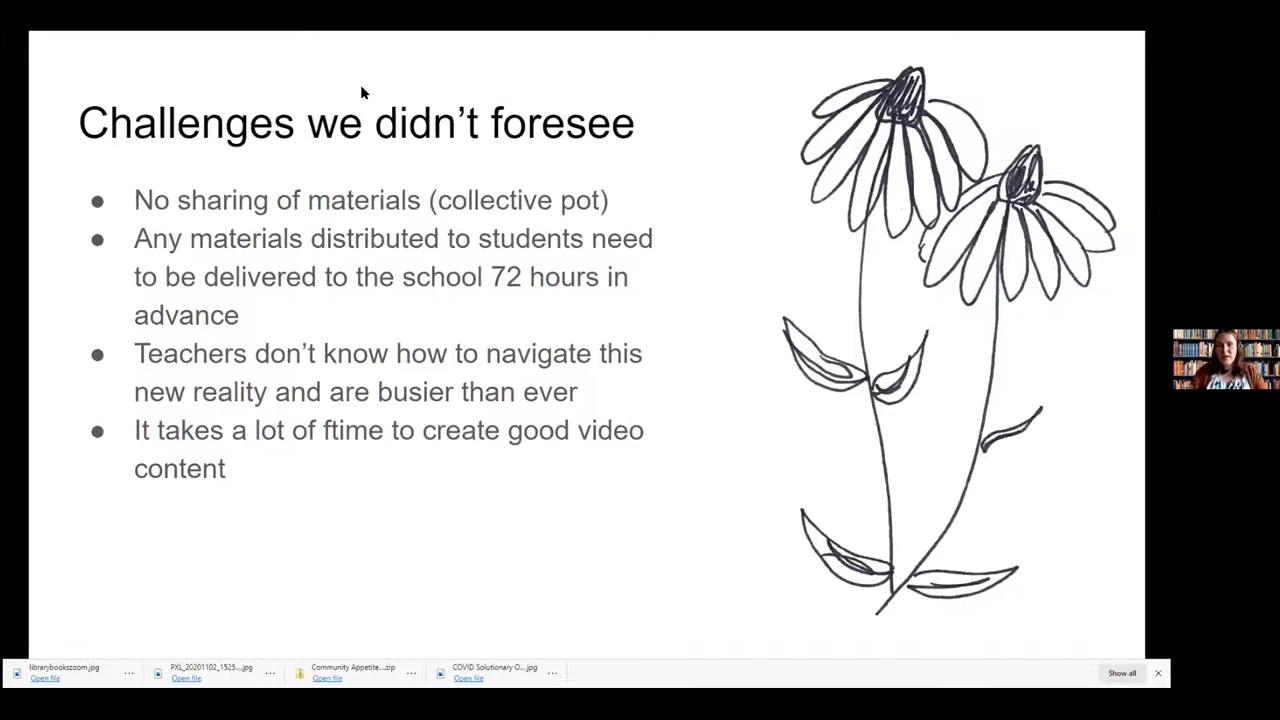 Challenges we didn't foresee
● No sharing of materials (collective pot)
● Any materials distributed to students need
to be delivered to the school 72 hours in
advance
● Teachers don't know how to navigate this
new reality and are busier than ever
● It takes a lot of ftime to create good video
content
librarybookszoom.jpg
Open file
PXL_20201102_1525....jpg
Open file
Community Appetite....zip
Open file
COVID Solutionary O....jpg
Open file
Show all